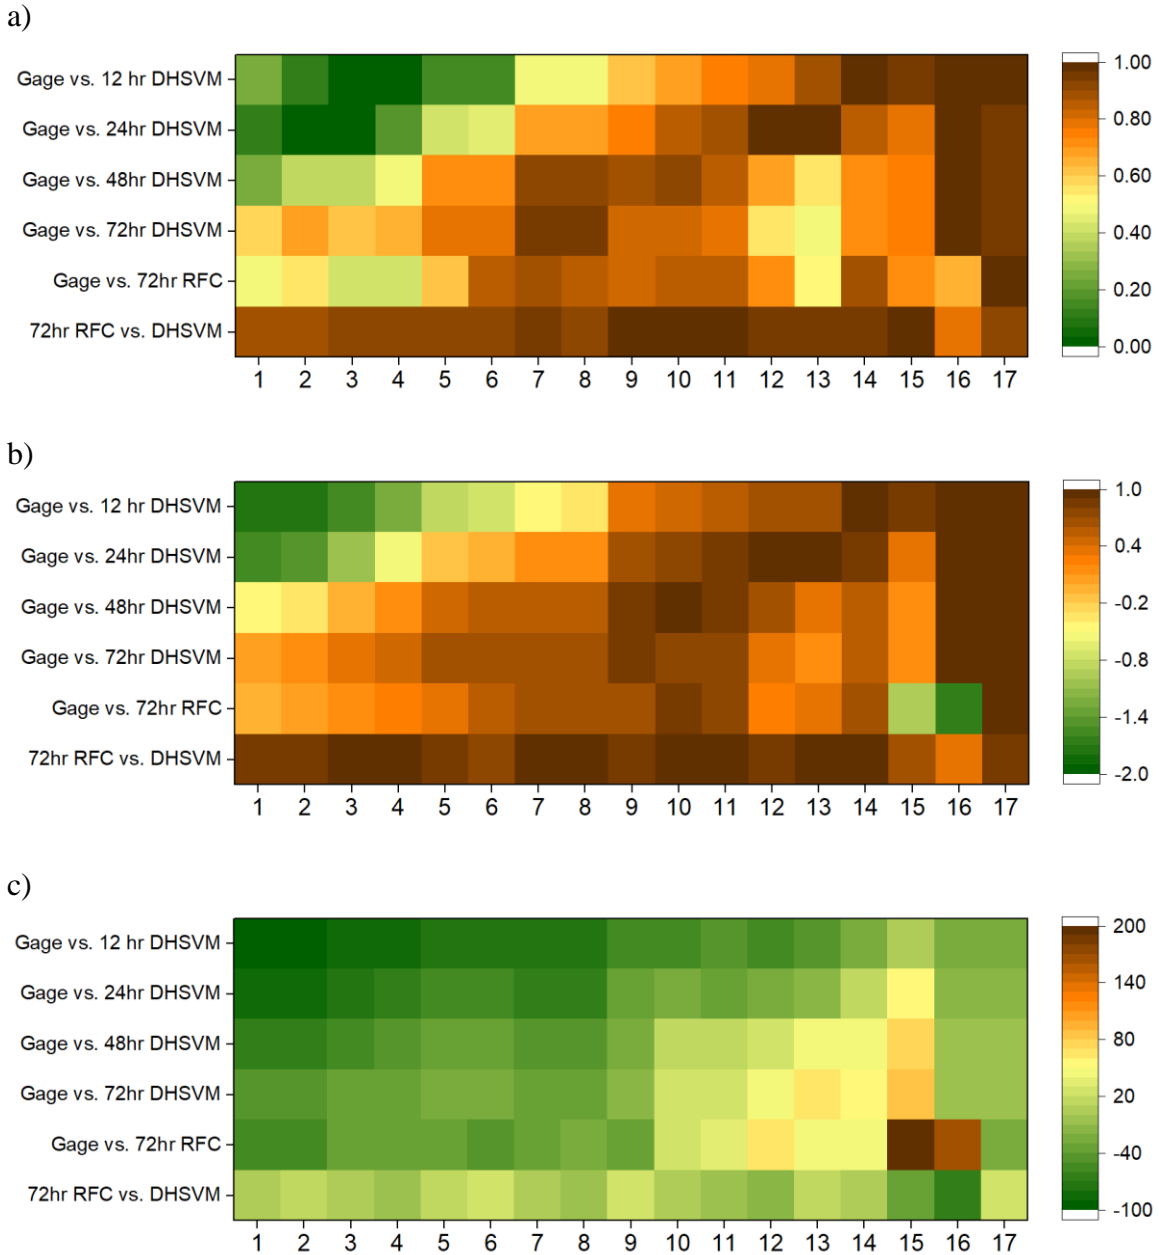 a)
Gage vs. 12 hr DHSVM
Gage vs. 24hr DHSVM
Gage vs. 48hr DHSVM
Gage vs. 72hr DHSVM
Gage vs. 72hr RFC
72hr RFC vs. DHSVM
1 2 3 4 5 6 7 8 9 10 11 12 13 14 15 16 17
1.00
0.80
0.60
0.40
0.20
0.00
b)
Gage vs. 12 hr DHSVM
Gage vs. 24hr DHSVM
Gage vs. 48hr DHSVM
Gage vs. 72hr DHSVM
Gage vs. 72hr RFC
72hr RFC vs. DHSVM
1 2 3 4 5 6 7 8 9 10 11 12 13 14 15 16 17
1.0
0.4
-0.2
-0.8
-1.4
-2.0
c)
Gage vs. 12 hr DHSVM
Gage vs. 24hr DHSVM
Gage vs. 48hr DHSVM
Gage vs. 72hr DHSVM
Gage vs. 72hr RFC
72hr RFC vs. DHSVM
1 2 3 4 5 6 7 8 9 10 11 12 13 14 15 16 17
200
140
80
20
-40
-100